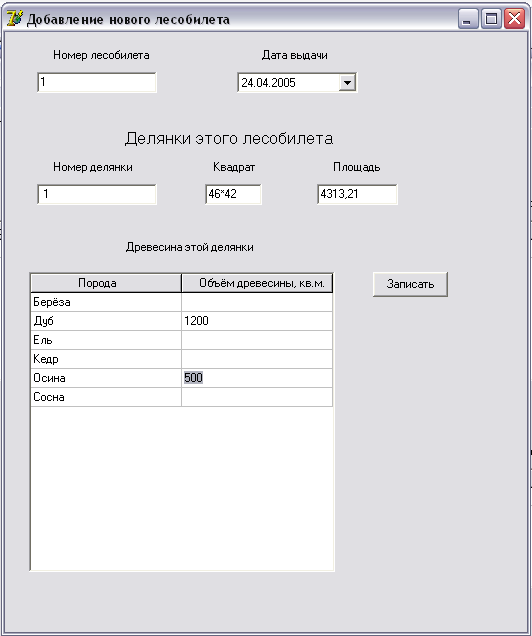 Добавление нового лесобилета
Номер лесобилета Дата выдачи
1 24.04.2005
Делянки этого лесобилета
Номер делянки Квадрат Площадь
1 46*42 4313,21
Древесина этой делянки
Порода Объём древесины, кв.м. Записать
Берёза
Дуб 1200
Ель
Кедр
Осина 500
Сосна